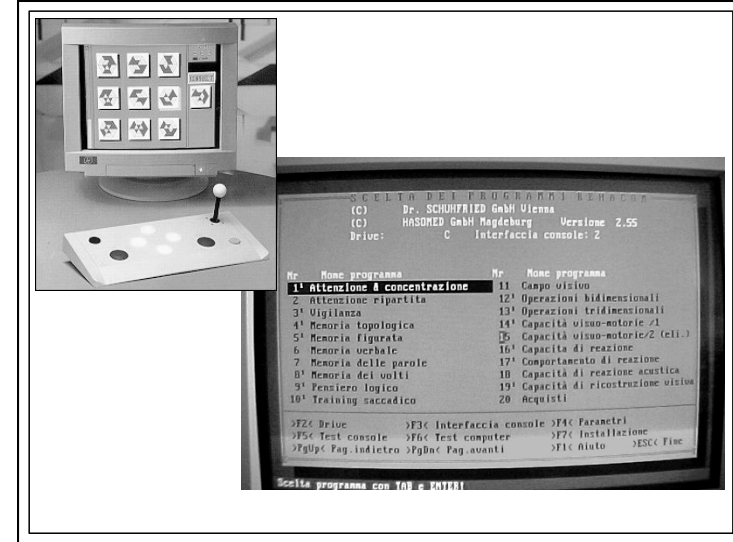 SCELTA DEI PROGRAMMI REHACOM
(C) Dr. SCHUHFRIED GmbH Vienna
(C) HASOMED GmbH Magdeburg Versione 2.55
Drive: C Interfaccia console: 2
Nr Nome programma Nr Nome programma
1¹ Attenzione & concentrazione 11 Campo visivo
2 Attenzione ripartita 12¹ Operazioni bidimensionali
3¹ Vigilanza 13¹ Operazioni tridimensionali
4¹ Memoria topologica 14¹ Capacità visuo-motorie /1
5¹ Memoria figurata 15 Capacità visuo-motorie/2 (eli.)
6 Memoria verbale 16¹ Capacita di reazione
7 Memoria delle parole 17¹ Comportamento di reazione
8¹ Memoria dei volti 18 Capacità di reazione acustica
9¹ Pensiero logico 19¹ Capacità di ricostruzione visiva
10¹ Training saccadico 20 Acquisti
>F2< Drive >F3< Interfaccia console >F4< Parametri
>F5< Test console >F6< Test computer >F7< Installazione
>PgUp< Pag.indietro >PgDn< Pag.avanti >F1< Aiuto >ESC< Fine
Scelta programma con TAB e ENTER!